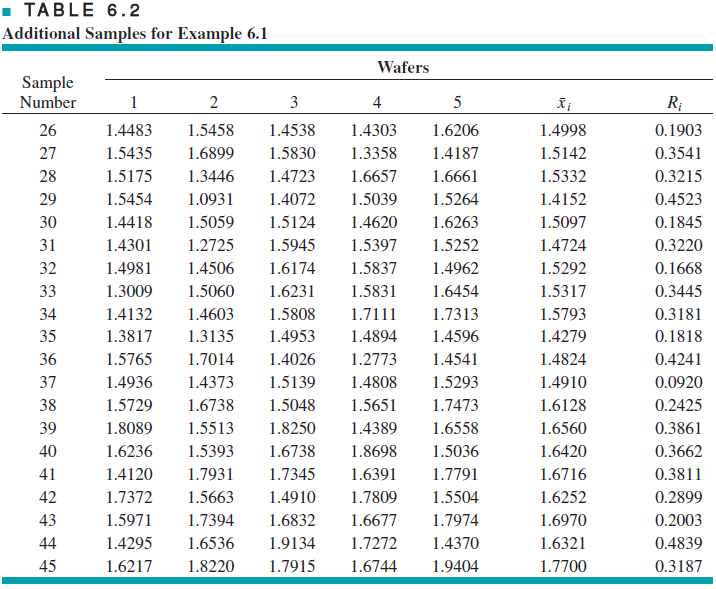 TABLE 6.2
Additional Samples for Example 6.1
Wafers
Sample
Number 1 2 3 4 5 x̄i Ri
26 1.4483 1.5458 1.4538 1.4303 1.6206 1.4998 0.1903
27 1.5435 1.6899 1.5830 1.3358 1.4187 1.5142 0.3541
28 1.5175 1.3446 1.4723 1.6657 1.6661 1.5332 0.3215
29 1.5454 1.0931 1.4072 1.5039 1.5264 1.4152 0.4523
30 1.4418 1.5059 1.5124 1.4620 1.6263 1.5097 0.1845
31 1.4301 1.2725 1.5945 1.5397 1.5252 1.4724 0.3220
32 1.4981 1.4506 1.6174 1.5837 1.4962 1.5292 0.1668
33 1.3009 1.5060 1.6231 1.5831 1.6454 1.5317 0.3445
34 1.4132 1.4603 1.5808 1.7111 1.7313 1.5793 0.3181
35 1.3817 1.3135 1.4953 1.4894 1.4596 1.4279 0.1818
36 1.5765 1.7014 1.4026 1.2773 1.4541 1.4824 0.4241
37 1.4936 1.4373 1.5139 1.4808 1.5293 1.4910 0.0920
38 1.5729 1.6738 1.5048 1.5651 1.7473 1.6128 0.2425
39 1.8089 1.5513 1.8250 1.4389 1.6558 1.6560 0.3861
40 1.6236 1.5393 1.6738 1.8698 1.5036 1.6420 0.3662
41 1.4120 1.7931 1.7345 1.6391 1.7791 1.6716 0.3811
42 1.7372 1.5663 1.4910 1.7809 1.5504 1.6252 0.2899
43 1.5971 1.7394 1.6832 1.6677 1.7974 1.6970 0.2003
44 1.4295 1.6536 1.9134 1.7272 1.4370 1.6321 0.4839
45 1.6217 1.8220 1.7915 1.6744 1.9404 1.7700 0.3187